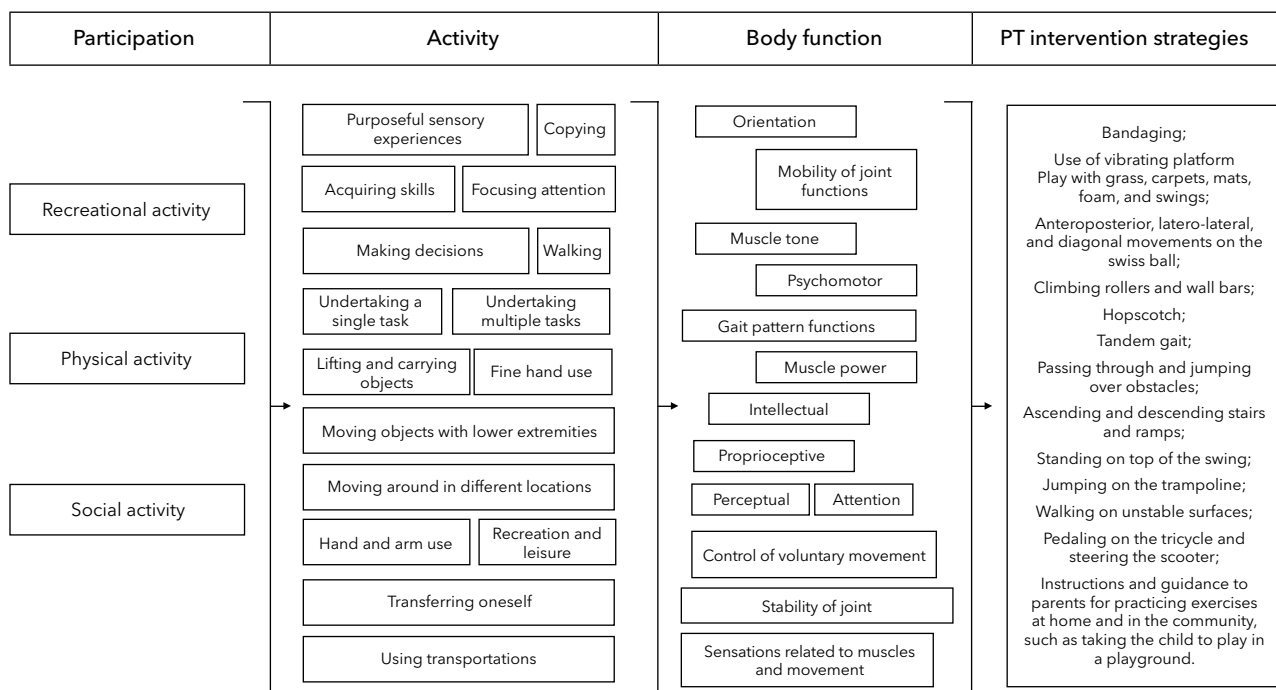 Participation
Activity
Body function
PT intervention strategies
Recreational activity
Physical activity
Social activity
Purposeful sensory
experiences
Copying
Acquiring skills
Focusing attention
Making decisions
Walking
Undertaking a
single task
Undertaking
multiple tasks
Lifting and carrying
objects
Fine hand use
Moving objects with lower extremities
Moving around in different locations
Hand and arm use
Recreation and
leisure
Transferring oneself
Using transportations
Orientation
Mobility of joint
functions
Muscle tone
Psychomotor
Gait pattern functions
Muscle power
Intellectual
Proprioceptive
Perceptual
Attention
Control of voluntary movement
Stability of joint
Sensations related to muscles
and movement
Bandaging;
Use of vibrating platform
Play with grass, carpets, mats,
foam, and swings;
Anteroposterior, latero-lateral,
and diagonal movements on the
swiss ball;
Climbing rollers and wall bars;
Hopscotch;
Tandem gait;
Passing through and jumping
over obstacles;
Ascending and descending stairs
and ramps;
Standing on top of the swing;
Jumping on the trampoline;
Walking on unstable surfaces;
Pedaling on the tricycle and
steering the scooter;
Instructions and guidance to
parents for practicing exercises
at home and in the community,
such as taking the child to play in
a playground.